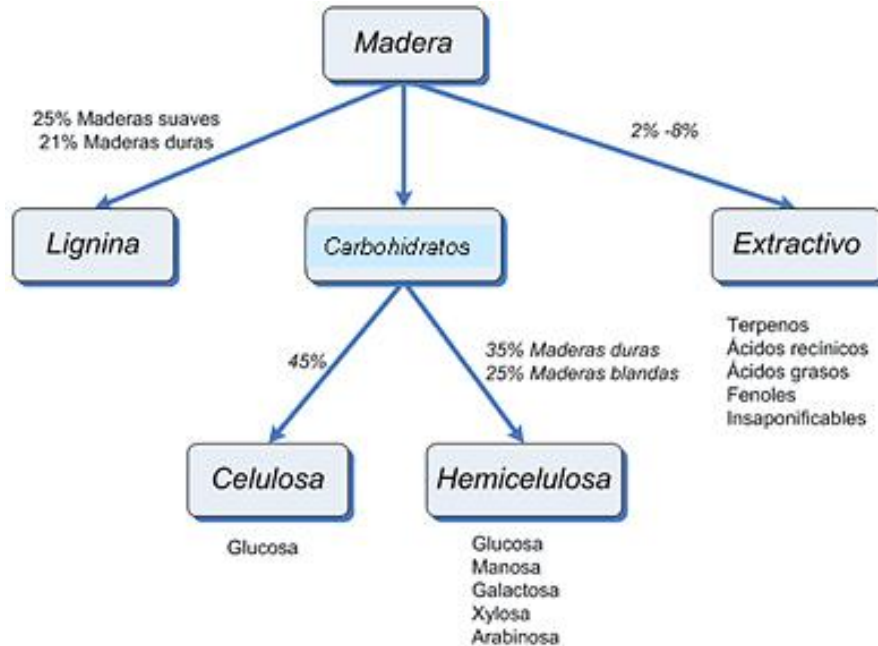 Madera
25% Maderas suaves
21% Maderas duras
2% -8%
Lignina
Carbohidratos
Extractivo
Terpenos
Ácidos recínicos
Ácidos grasos
Fenoles
Insaponificables
45%
35% Maderas duras
25% Maderas blandas
Celulosa
Hemicelulosa
Glucosa
Glucosa
Manosa
Galactosa
Xylosa
Arabinosa